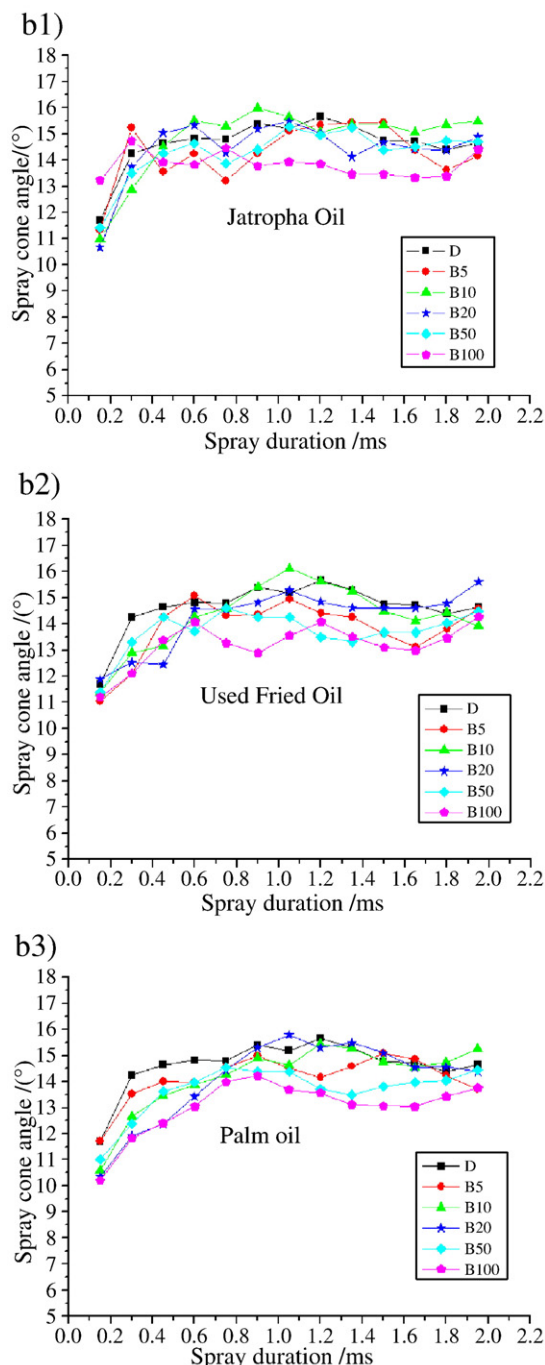 b1)
18
17
16
15
14
13
12
11
10
9
8
7
6
5
Spray cone angle/(°)
Jatropha Oil
D
B5
B10
B20
B50
B100
0.0 0.2 0.4 0.6 0.8 1.0 1.2 1.4 1.6 1.8 2.0 2.2
Spray duration /ms
b2)
18
17
16
15
14
13
12
11
10
9
8
7
6
5
Spray cone angle /(°)
Used Fried Oil
D
B5
B10
B20
B50
B100
0.0 0.2 0.4 0.6 0.8 1.0 1.2 1.4 1.6 1.8 2.0 2.2
Spray duration /ms
b3)
18
17
16
15
14
13
12
11
10
9
8
7
6
5
Spray cone angle /(°)
Palm oil
D
B5
B10
B20
B50
B100
0.0 0.2 0.4 0.6 0.8 1.0 1.2 1.4 1.6 1.8 2.0 2.2
Spray duration /ms